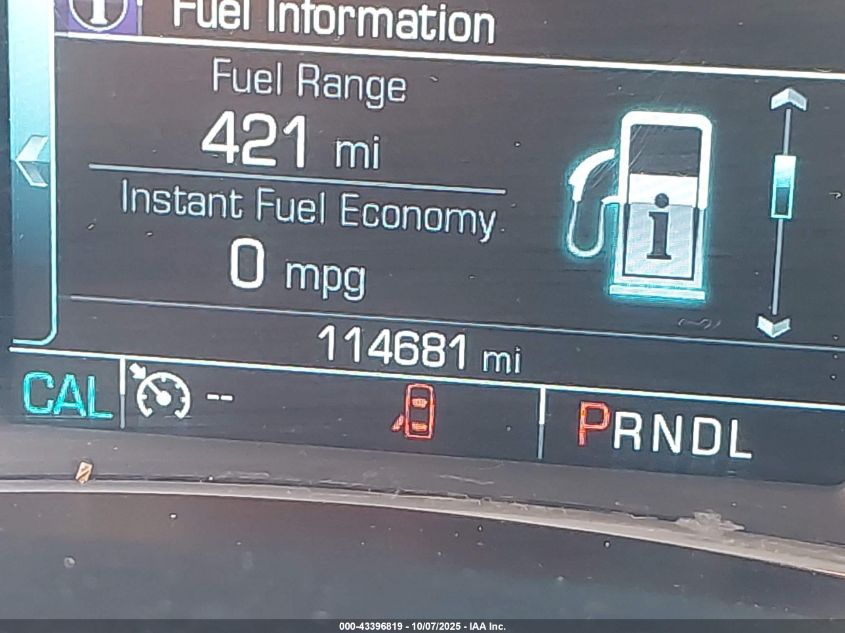 Fuel Information
Fuel Range
421 mi
Instant Fuel Economy
0 mpg
114681 mi
CAL -- PRNDL
000-43396819 - 10/07/2025 - IAA Inc.